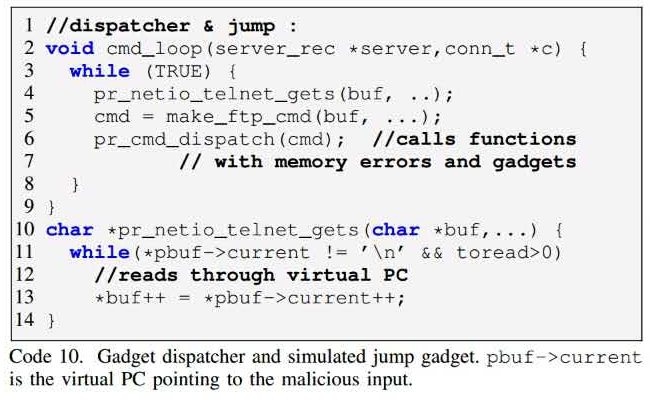 1 //dispatcher & jump :
2 void cmd_loop(server_rec *server,conn_t *c) {
3 while (TRUE) {
4 pr_netio_telnet_gets(buf, ..);
5 cmd = make_ftp_cmd(buf, ...);
6 pr_cmd_dispatch(cmd); //calls functions
7 // with memory errors and gadgets
8 }
9 }
10 char *pr_netio_telnet_gets(char *buf,...) {
11 while(*pbuf->current != '\n' && toread>0)
12 //reads through virtual PC
13 *buf++ = *pbuf->current++;
14 }
Code 10. Gadget dispatcher and simulated jump gadget. pbuf->current
is the virtual PC pointing to the malicious input.